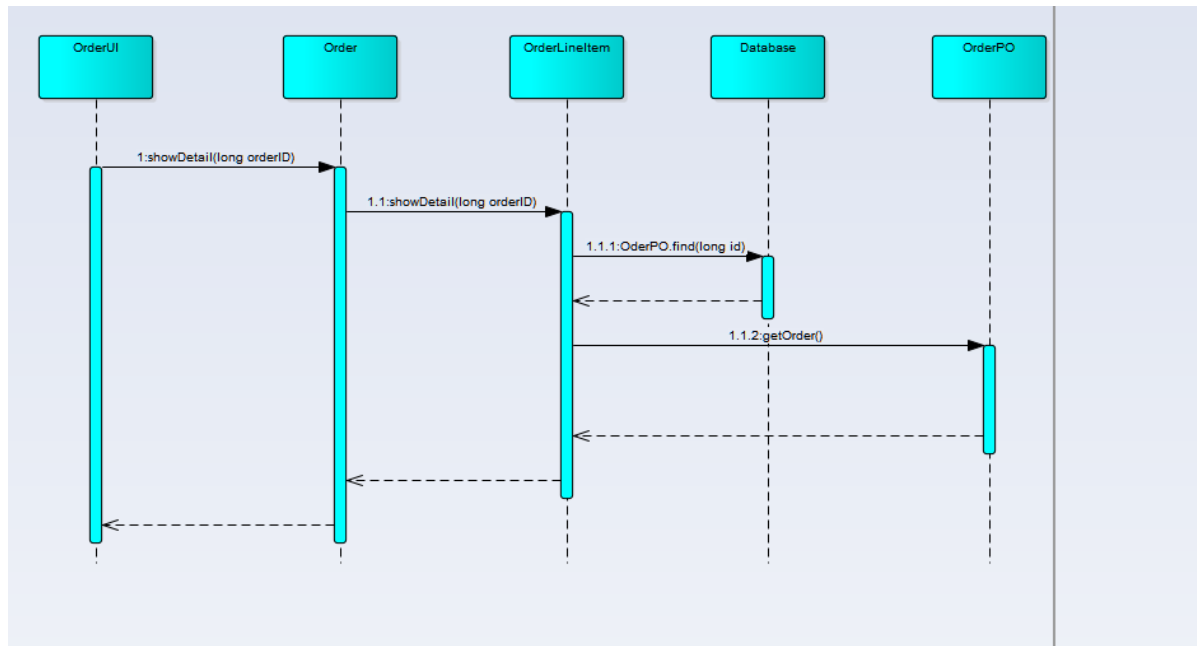 OrderUI
Order
OrderLineItem
Database
OrderPO
1:showDetail(long orderID)
1.1:showDetail(long orderID)
1.1.1:OderPO.find(long id)
1.1.2:getOrder()